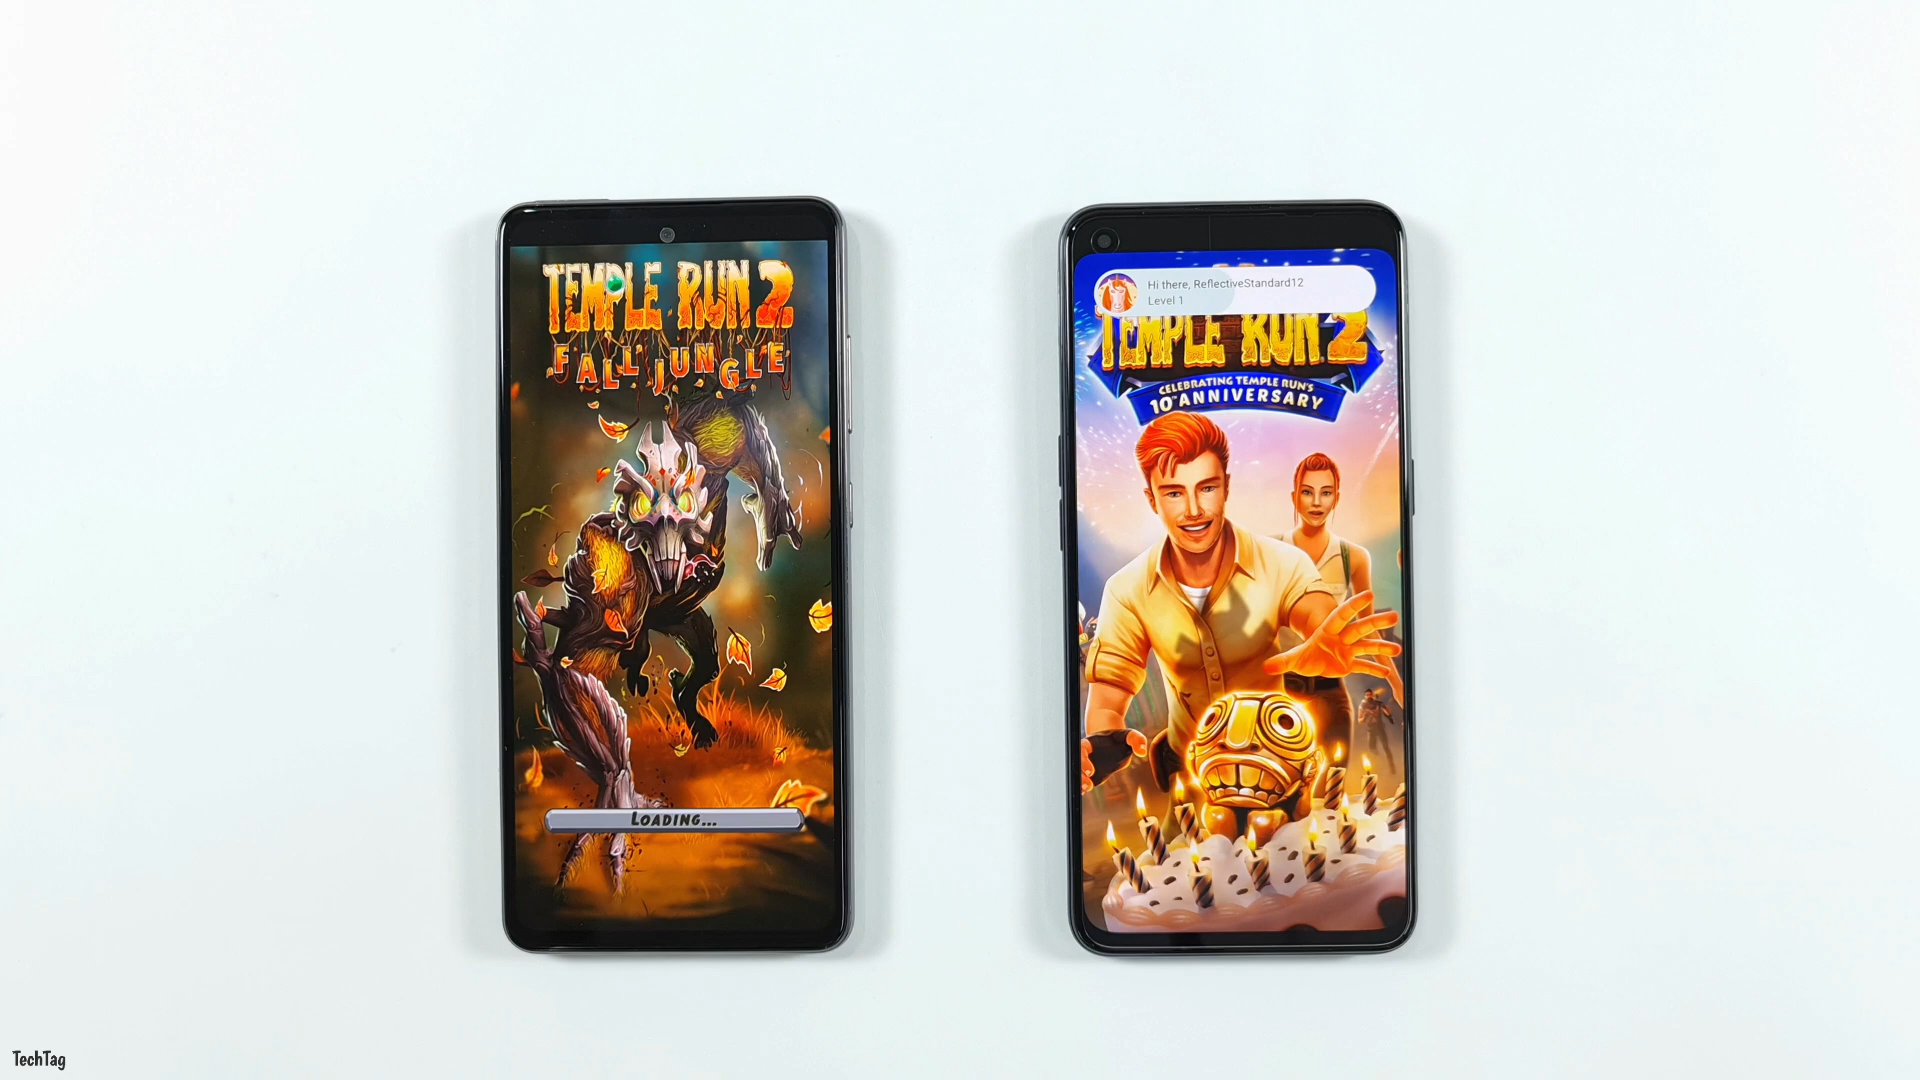 TEMPLE RUN 2
FALL JUNGLE
LOADING...
Hi there, ReflectiveStandard12
Level 1
TEMPLE RUN 2
CELEBRATING TEMPLE RUN'S
10TH ANNIVERSARY
TechTag